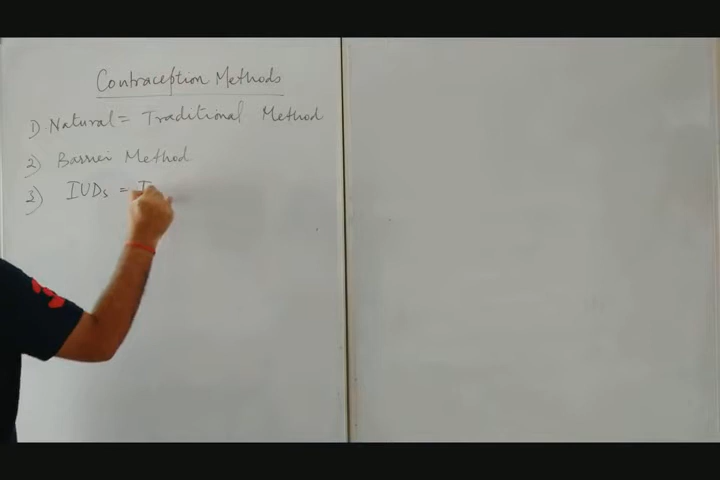 Contraception Methods
1) Natural = Traditional Method
2) Barrier Method
3) IUDs = I